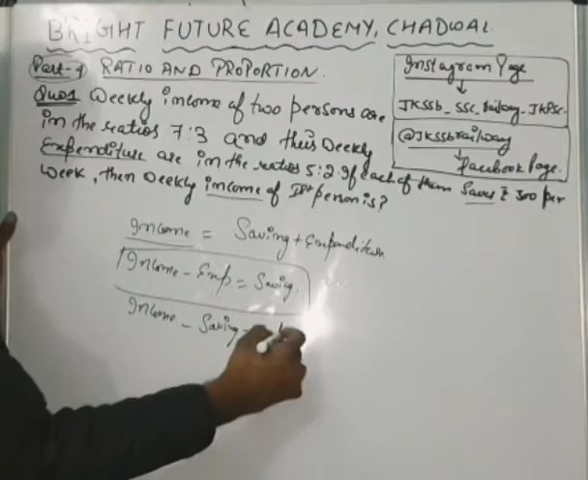 BRIGHT FUTURE ACADEMY, CHADWAL.
Part-1 RATIO AND PROPORTION.
Instagram Page
JKssb_ssc_railway_JKPSC.
@JKSSBrailway
facebook Page.
Ques Weekly income of two persons are
in the ratios 7:3 and their Weekly
Expenditure are in the ratios 5:2. If each of them Saves ₹ 300 per
Week, then Weekly income of Ist person is?
Income = Saving + Expenditure
Income - Exp = Saving.
Income - Saving =